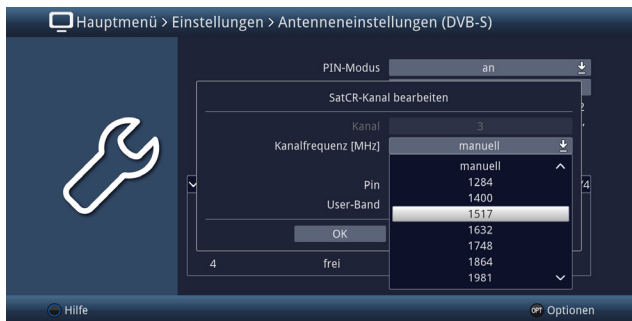 Hauptmenü > Einstellungen > Antenneneinstellungen (DVB-S)
PIN-Modus an
SatCR-Kanal bearbeiten
Kanal 3
Kanalfrequenz [MHz] manuell
manuell
1284
Pin
1400
User-Band
1517
OK
1632
1748
1864
4 frei
1981
Hilfe
OPT Optionen